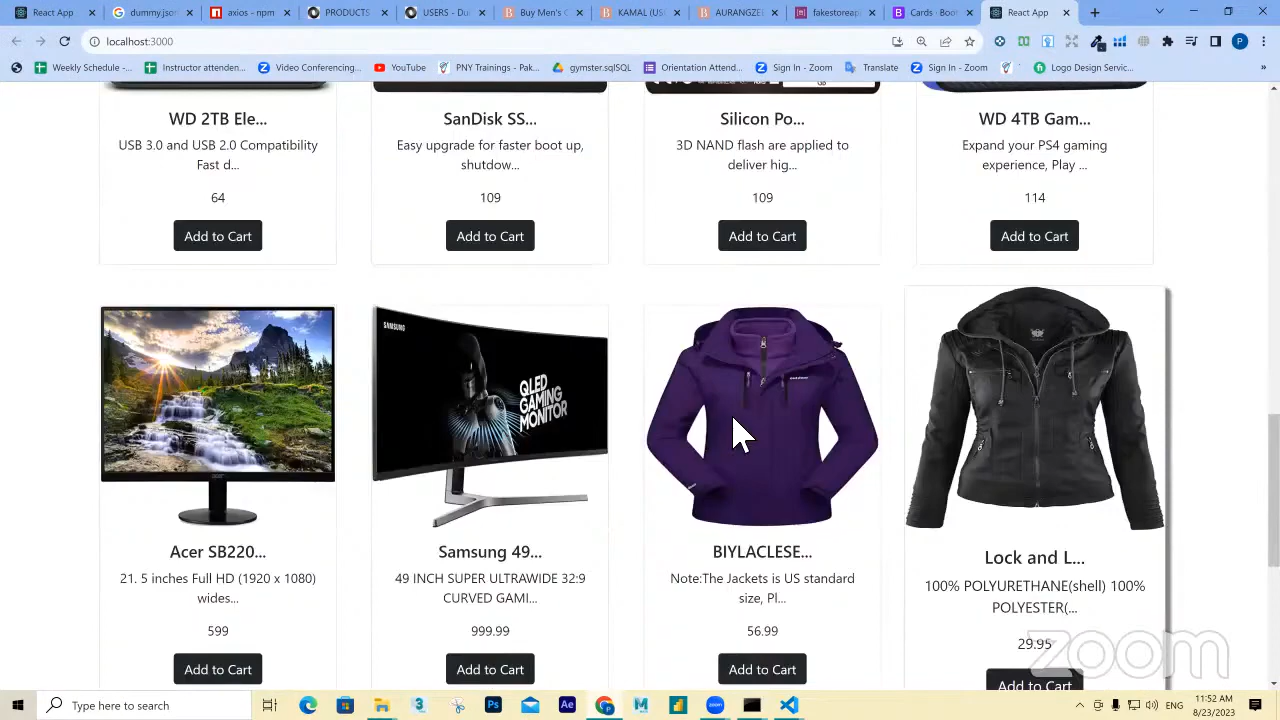 React App
dummy.json
axios - npm
PRODUCTS
USERS - Du
Buy Men's C
KAMAL (US
AURANGZE
fakestoreap
Cards · Boot
React App
localhost:3000
Weekly Schedule -...
Instructor attenden...
Video Conferencing...
YouTube
PNY Trainings - Pak...
gymster.sqlSQL
Orientation Attend...
Sign In - Zoom
Translate
Sign In - Zoom
Logo Design Servic...
WD 2TB Ele...
SanDisk SS...
Silicon Po...
WD 4TB Gam...
USB 3.0 and USB 2.0 Compatibility
Fast d...
Easy upgrade for faster boot up,
shutdow...
3D NAND flash are applied to
deliver hig...
Expand your PS4 gaming
experience, Play ...
64
109
109
114
Add to Cart
Add to Cart
Add to Cart
Add to Cart
SAMSUNG
QLED
GAMING
MONITOR
Acer SB220...
Samsung 49...
BIYLACLESE...
Lock and L...
21. 5 inches Full HD (1920 x 1080)
wides...
49 INCH SUPER ULTRAWIDE 32:9
CURVED GAMI...
Note:The Jackets is US standard
size, Pl...
100% POLYURETHANE(shell) 100%
POLYESTER(...
599
999.99
56.99
29.95
Add to Cart
Add to Cart
Add to Cart
Add to Cart
zoom
Type here to search
ENG
11:52 AM
8/23/2023